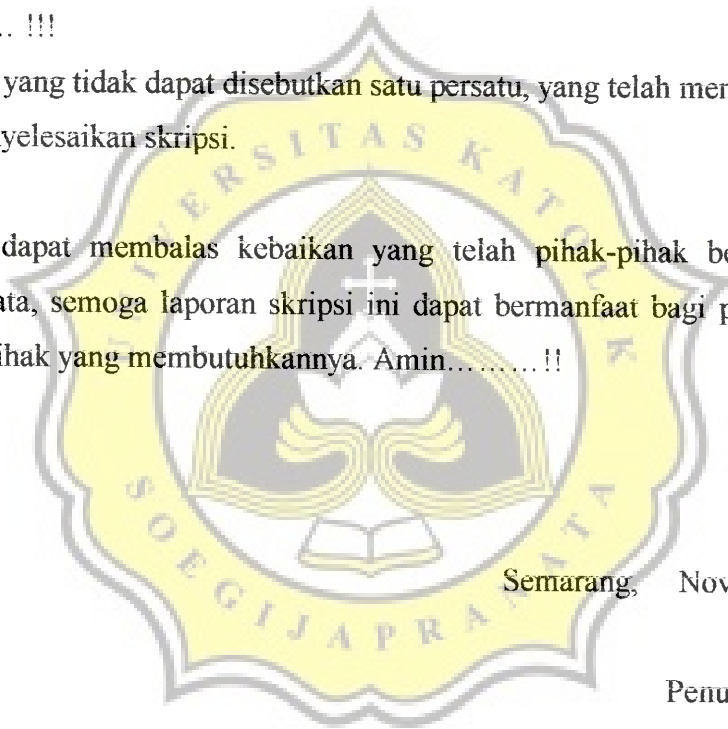 .. !!!
yang tidak dapat disebutkan satu persatu, yang telah mem
yelesaikan skripsi.
dapat membalas kebaikan yang telah pihak-pihak be
ata, semoga laporan skripsi ini dapat bermanfaat bagi p
ihak yang membutuhkannya. Amin.........!!
Semarang, Nov
Penu
UNIVERSITAS KATOLIK
SOEGIJAPRANATA